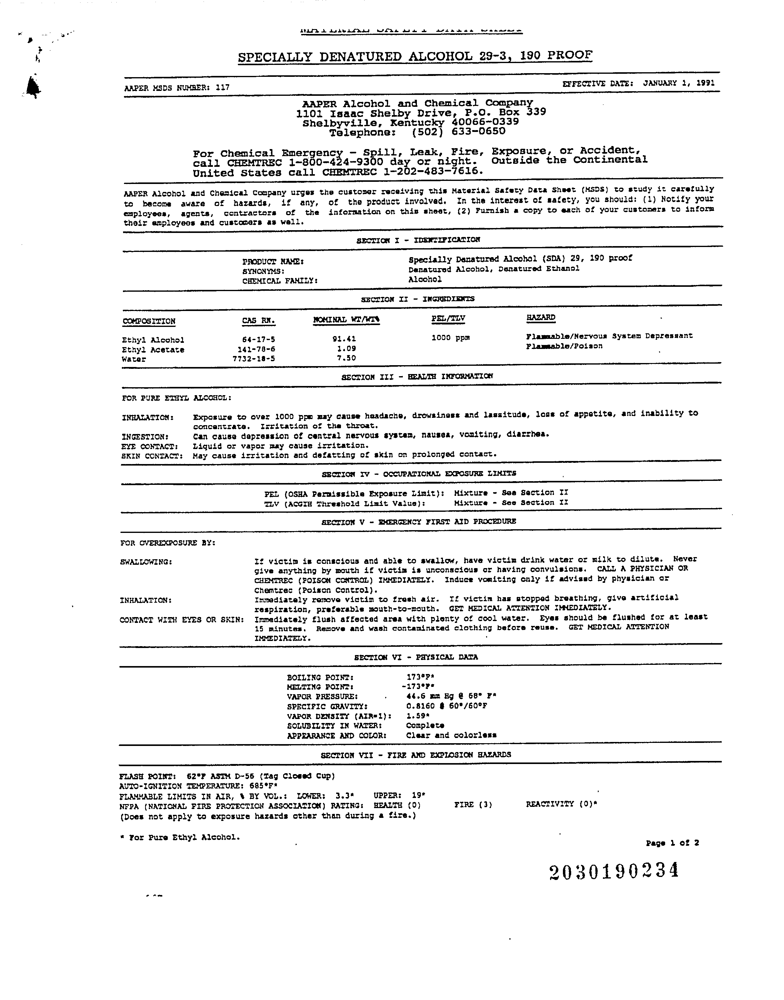 MATERIAL SAFETY DATA SHEET
SPECIALLY DENATURED ALCOHOL 29-3, 190 PROOF
AAPER MSDS NUMBER: 117 EFFECTIVE DATE: JANUARY 1, 1991
AAPER Alcohol and Chemical Company
1101 Isaac Shelby Drive, P.O. Box 339
Shelbyville, Kentucky 40066-0339
Telephone: (502) 633-0650
For Chemical Emergency - Spill, Leak, Fire, Exposure, or Accident,
call CHEMTREC 1-800-424-9300 day or night. Outside the Continental
United States call CHEMTREC 1-202-483-7616.
AAPER Alcohol and Chemical Company urges the customer receiving this Material Safety Data Sheet (MSDS) to study it carefully
to become aware of hazards, if any, of the product involved. In the interest of safety, you should: (1) Notify your
employees, agents, contractors of the information on this sheet, (2) Furnish a copy to each of your customers to inform
their employees and customers as well.
SECTION I - IDENTIFICATION
PRODUCT NAME: Specially Denatured Alcohol (SDA) 29, 190 proof
SYNONYMS: Denatured Alcohol, Denatured Ethanol
CHEMICAL FAMILY: Alcohol
SECTION II - INGREDIENTS
COMPOSITION CAS RN. NOMINAL WT/WT% PEL/TLV HAZARD
Ethyl Alcohol 64-17-5 91.41 1000 ppm Flammable/Nervous System Depressant
Ethyl Acetate 141-78-6 1.09 Flammable/Poison
Water 7732-18-5 7.50
SECTION III - HEALTH INFORMATION
FOR PURE ETHYL ALCOHOL:
INHALATION: Exposure to over 1000 ppm may cause headache, drowsiness and lassitude, loss of appetite, and inability to
concentrate. Irritation of the throat.
INGESTION: Can cause depression of central nervous system, nausea, vomiting, diarrhea.
EYE CONTACT: Liquid or vapor may cause irritation.
SKIN CONTACT: May cause irritation and defatting of skin on prolonged contact.
SECTION IV - OCCUPATIONAL EXPOSURE LIMITS
PEL (OSHA Permissible Exposure Limit): Mixture - See Section II
TLV (ACGIH Threshold Limit Value): Mixture - See Section II
SECTION V - EMERGENCY FIRST AID PROCEDURE
FOR OVEREXPOSURE BY:
SWALLOWING: If victim is conscious and able to swallow, have victim drink water or milk to dilute. Never
give anything by mouth if victim is unconscious or having convulsions. CALL A PHYSICIAN OR
CHEMTREC (POISON CONTROL) IMMEDIATELY. Induce vomiting only if advised by physician or
Chemtrec (Poison Control).
INHALATION: Immediately remove victim to fresh air. If victim has stopped breathing, give artificial
respiration, preferable mouth-to-mouth. GET MEDICAL ATTENTION IMMEDIATELY.
CONTACT WITH EYES OR SKIN: Immediately flush affected area with plenty of cool water. Eyes should be flushed for at least
15 minutes. Remove and wash contaminated clothing before reuse. GET MEDICAL ATTENTION
IMMEDIATELY.
SECTION VI - PHYSICAL DATA
BOILING POINT: 173°F*
MELTING POINT: -173°F*
VAPOR PRESSURE: 44.6 mm Hg @ 68° F*
SPECIFIC GRAVITY: 0.8160 @ 60°/60°F
VAPOR DENSITY (AIR=1): 1.59*
SOLUBILITY IN WATER: Complete
APPEARANCE AND COLOR: Clear and colorless
SECTION VII - FIRE AND EXPLOSION HAZARDS
FLASH POINT: 62°F ASTM D-56 (Tag Closed Cup)
AUTO-IGNITION TEMPERATURE: 685°F*
FLAMMABLE LIMITS IN AIR, % BY VOL.: LOWER: 3.3* UPPER: 19*
NFPA (NATIONAL FIRE PROTECTION ASSOCIATION) RATING: HEALTH (0) FIRE (3) REACTIVITY (0)*
(Does not apply to exposure hazards other than during a fire.)
* For Pure Ethyl Alcohol.
Page 1 of 2
2030190234